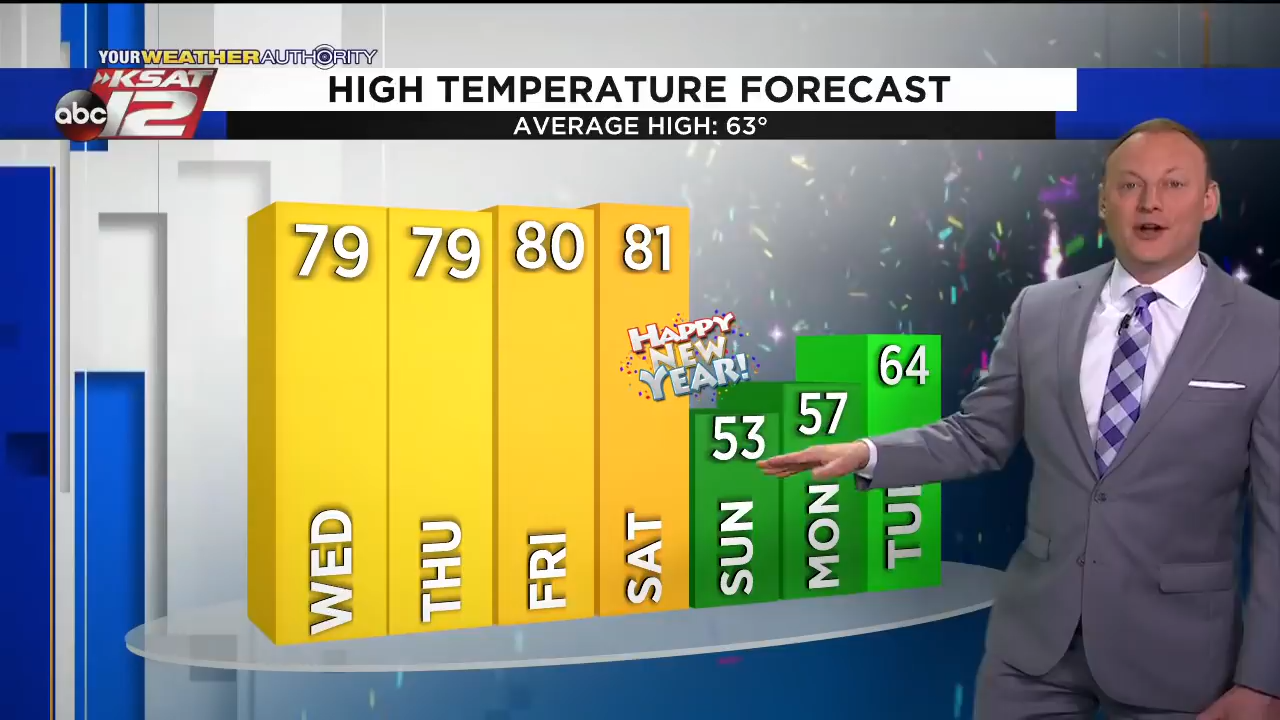 YOURWEATHERAUTHORITY
KSAT
abc 12
HIGH TEMPERATURE FORECAST
AVERAGE HIGH: 63°
79 79 80 81
HAPPY
NEW
YEAR!
64
57
53
WED THU FRI SAT SUN MON TUE